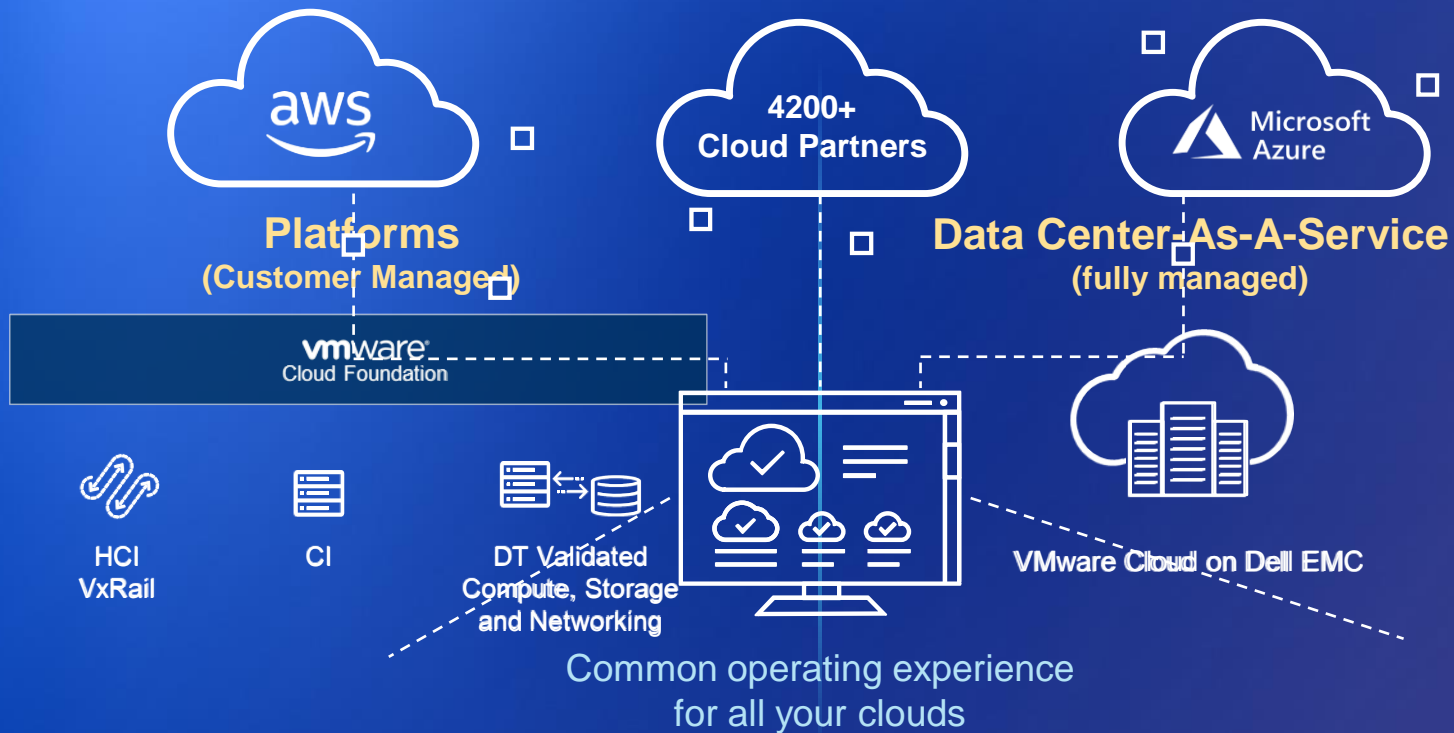 aws
4200+
Cloud Partners
Microsoft
Azure
Platforms
(Customer Managed)
Data Center-As-A-Service
(fully managed)
vmware®
Cloud Foundation
HCI
VxRail
CI
DT Validated
Compute, Storage
and Networking
VMware Cloud on Dell EMC
Common operating experience
for all your clouds